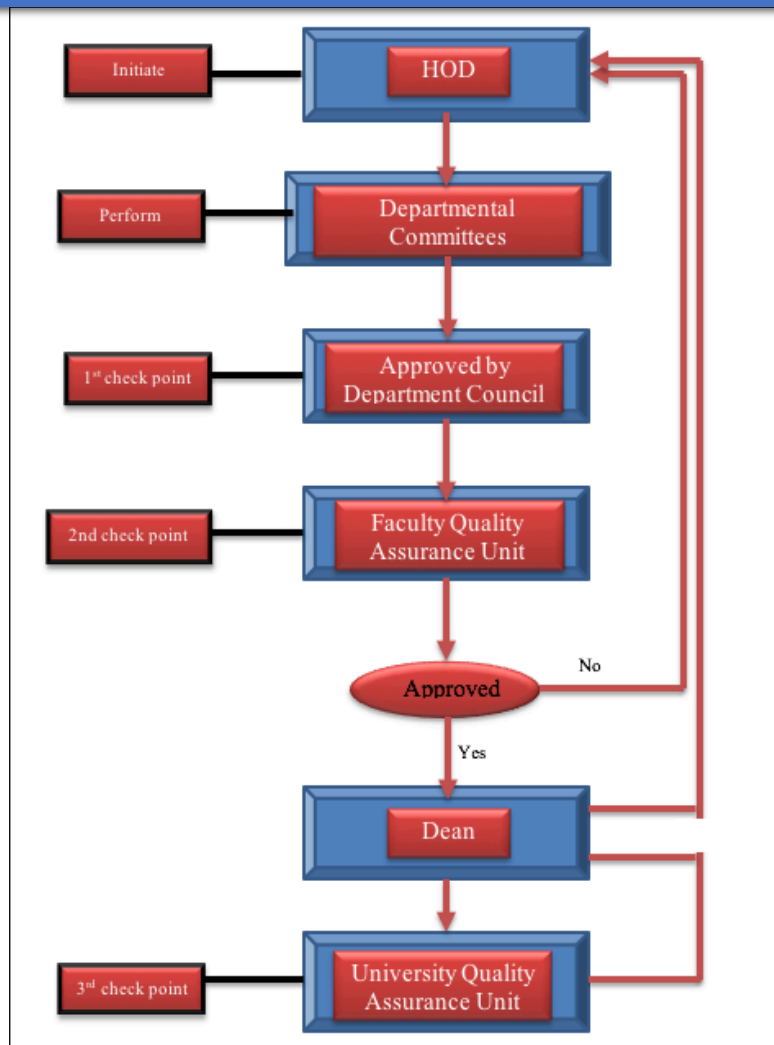 Initiate
HOD
Perform
Departmental
Committees
1st check point
Approved by
Department Council
2nd check point
Faculty Quality
Assurance Unit
Approved
No
Yes
Dean
3rd check point
University Quality
Assurance Unit